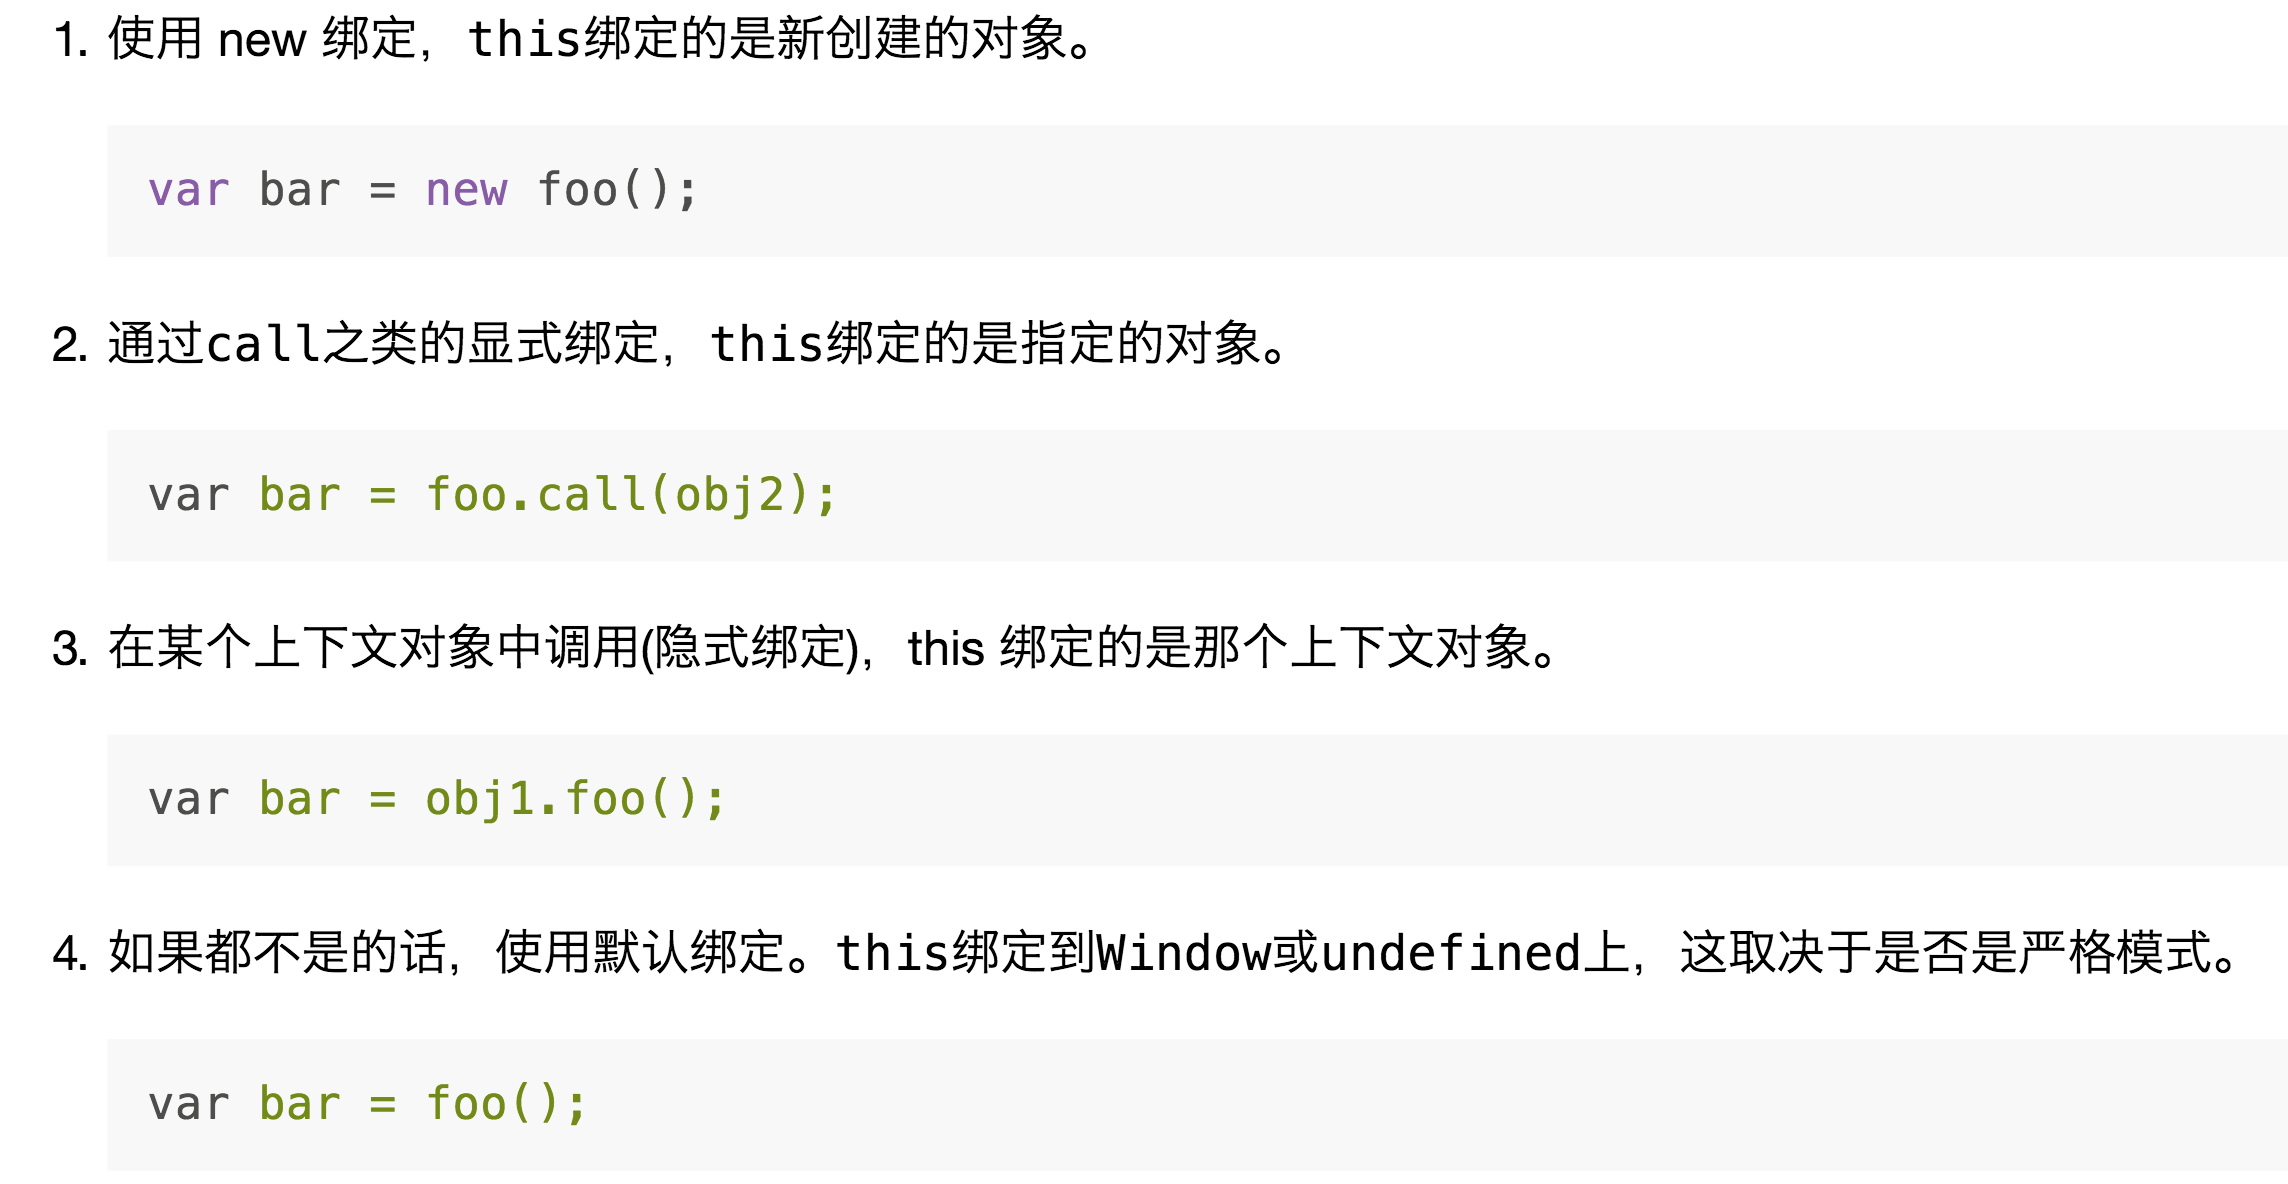 1. 使用 new 绑定，this绑定的是新创建的对象。
var bar = new foo();
2. 通过call之类的显式绑定，this绑定的是指定的对象。
var bar = foo.call(obj2);
3. 在某个上下文对象中调用(隐式绑定)，this 绑定的是那个上下文对象。
var bar = obj1.foo();
4. 如果都不是的话，使用默认绑定。this绑定到Window或undefined上，这取决于是否是严格模式。
var bar = foo();